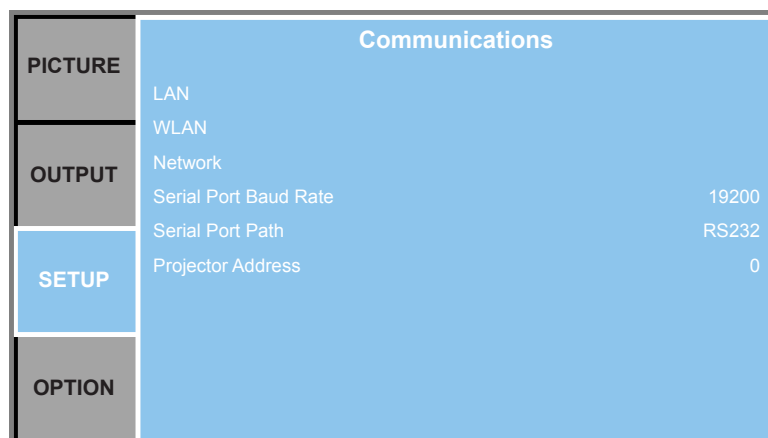 PICTURE
OUTPUT
SETUP
OPTION
Communications
LAN
WLAN
Network
Serial Port Baud Rate 19200
Serial Port Path RS232
Projector Address 0